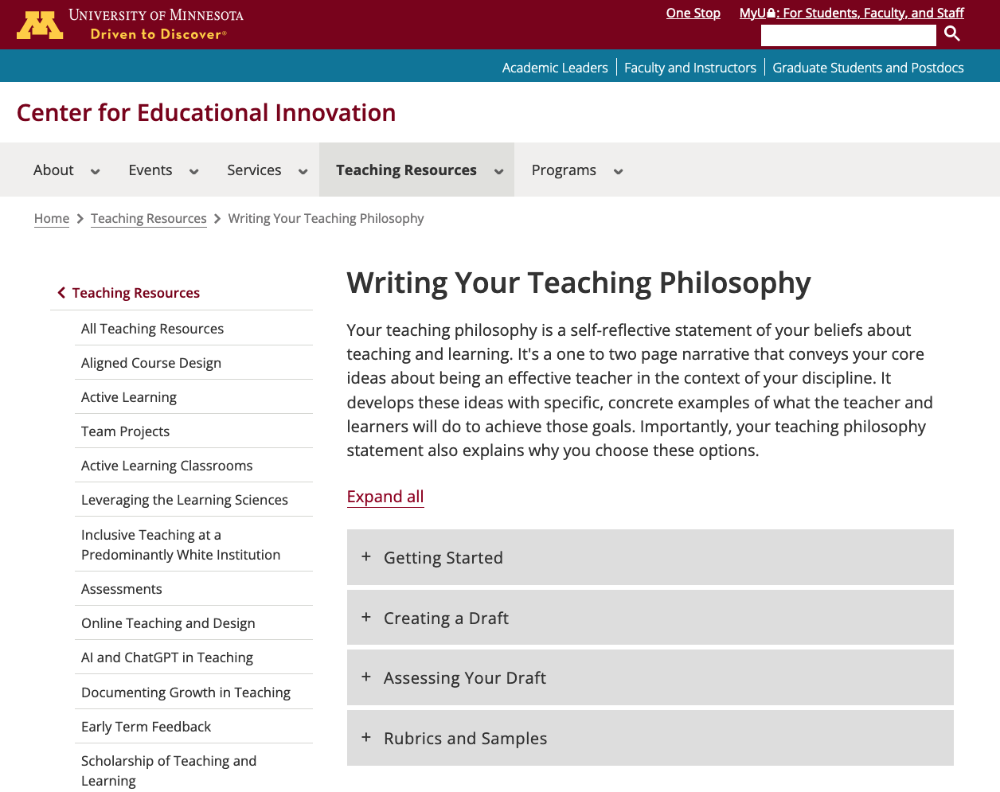 University of Minnesota
Driven to Discover®
One Stop
MyU: For Students, Faculty, and Staff
Academic Leaders
Faculty and Instructors
Graduate Students and Postdocs
Center for Educational Innovation
About
Events
Services
Teaching Resources
Programs
Home
Teaching Resources
Writing Your Teaching Philosophy
Teaching Resources
All Teaching Resources
Aligned Course Design
Active Learning
Team Projects
Active Learning Classrooms
Leveraging the Learning Sciences
Inclusive Teaching at a
Predominantly White Institution
Assessments
Online Teaching and Design
AI and ChatGPT in Teaching
Documenting Growth in Teaching
Early Term Feedback
Scholarship of Teaching and
Learning
Writing Your Teaching Philosophy
Your teaching philosophy is a self-reflective statement of your beliefs about
teaching and learning. It's a one to two page narrative that conveys your core
ideas about being an effective teacher in the context of your discipline. It
develops these ideas with specific, concrete examples of what the teacher and
learners will do to achieve those goals. Importantly, your teaching philosophy
statement also explains why you choose these options.
Expand all
+ Getting Started
+ Creating a Draft
+ Assessing Your Draft
+ Rubrics and Samples